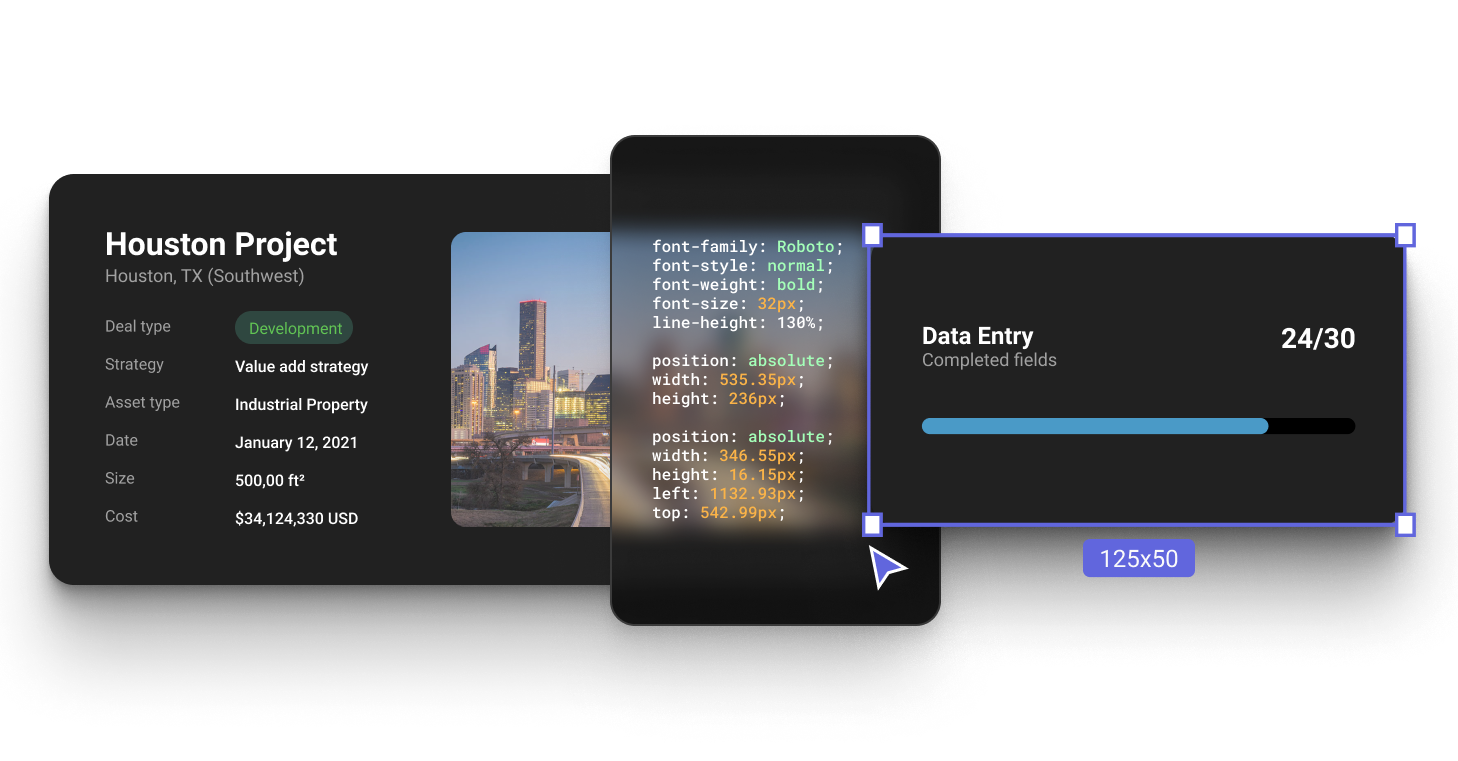 Houston Project
Houston, TX (Southwest)
Deal type Development
Strategy Value add strategy
Asset type Industrial Property
Date January 12, 2021
Size 500,00 ft²
Cost $34,124,330 USD
font-family: Roboto;
font-style: normal;
font-weight: bold;
font-size: 32px;
line-height: 130%;
position: absolute;
width: 535.35px;
height: 236px;
position: absolute;
width: 346.55px;
height: 16.15px;
left: 1132.93px;
top: 542.99px;
Data Entry 24/30
Completed fields
125x50